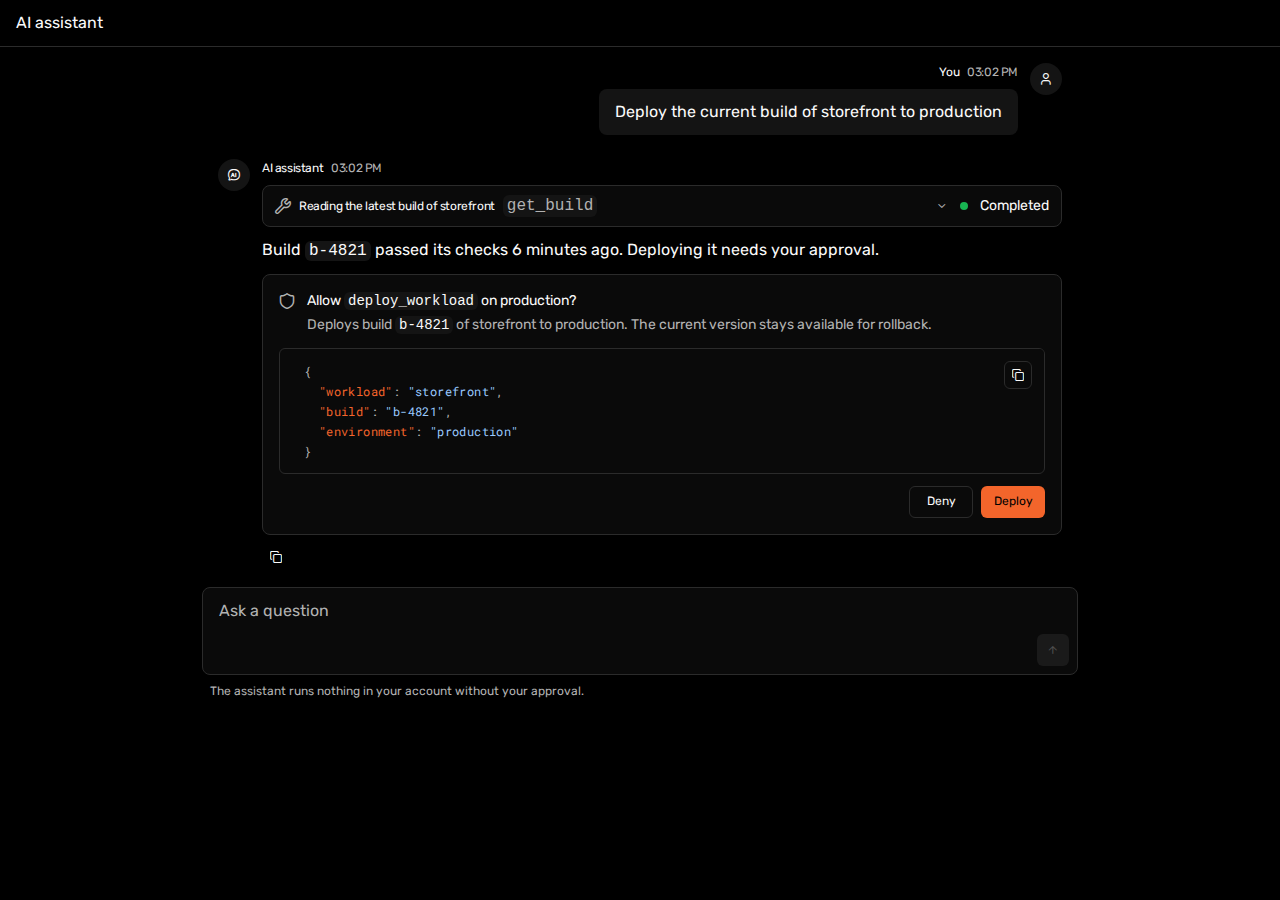 AI assistant
You 03:02 PM
Deploy the current build of storefront to production
AI
AI assistant 03:02 PM
Reading the latest build of storefront get_build
Completed
Build b-4821 passed its checks 6 minutes ago. Deploying it needs your approval.
Allow deploy_workload on production?
Deploys build b-4821 of storefront to production. The current version stays available for rollback.
{
"workload": "storefront",
"build": "b-4821",
"environment": "production"
}
Deny
Deploy
Ask a question
The assistant runs nothing in your account without your approval.